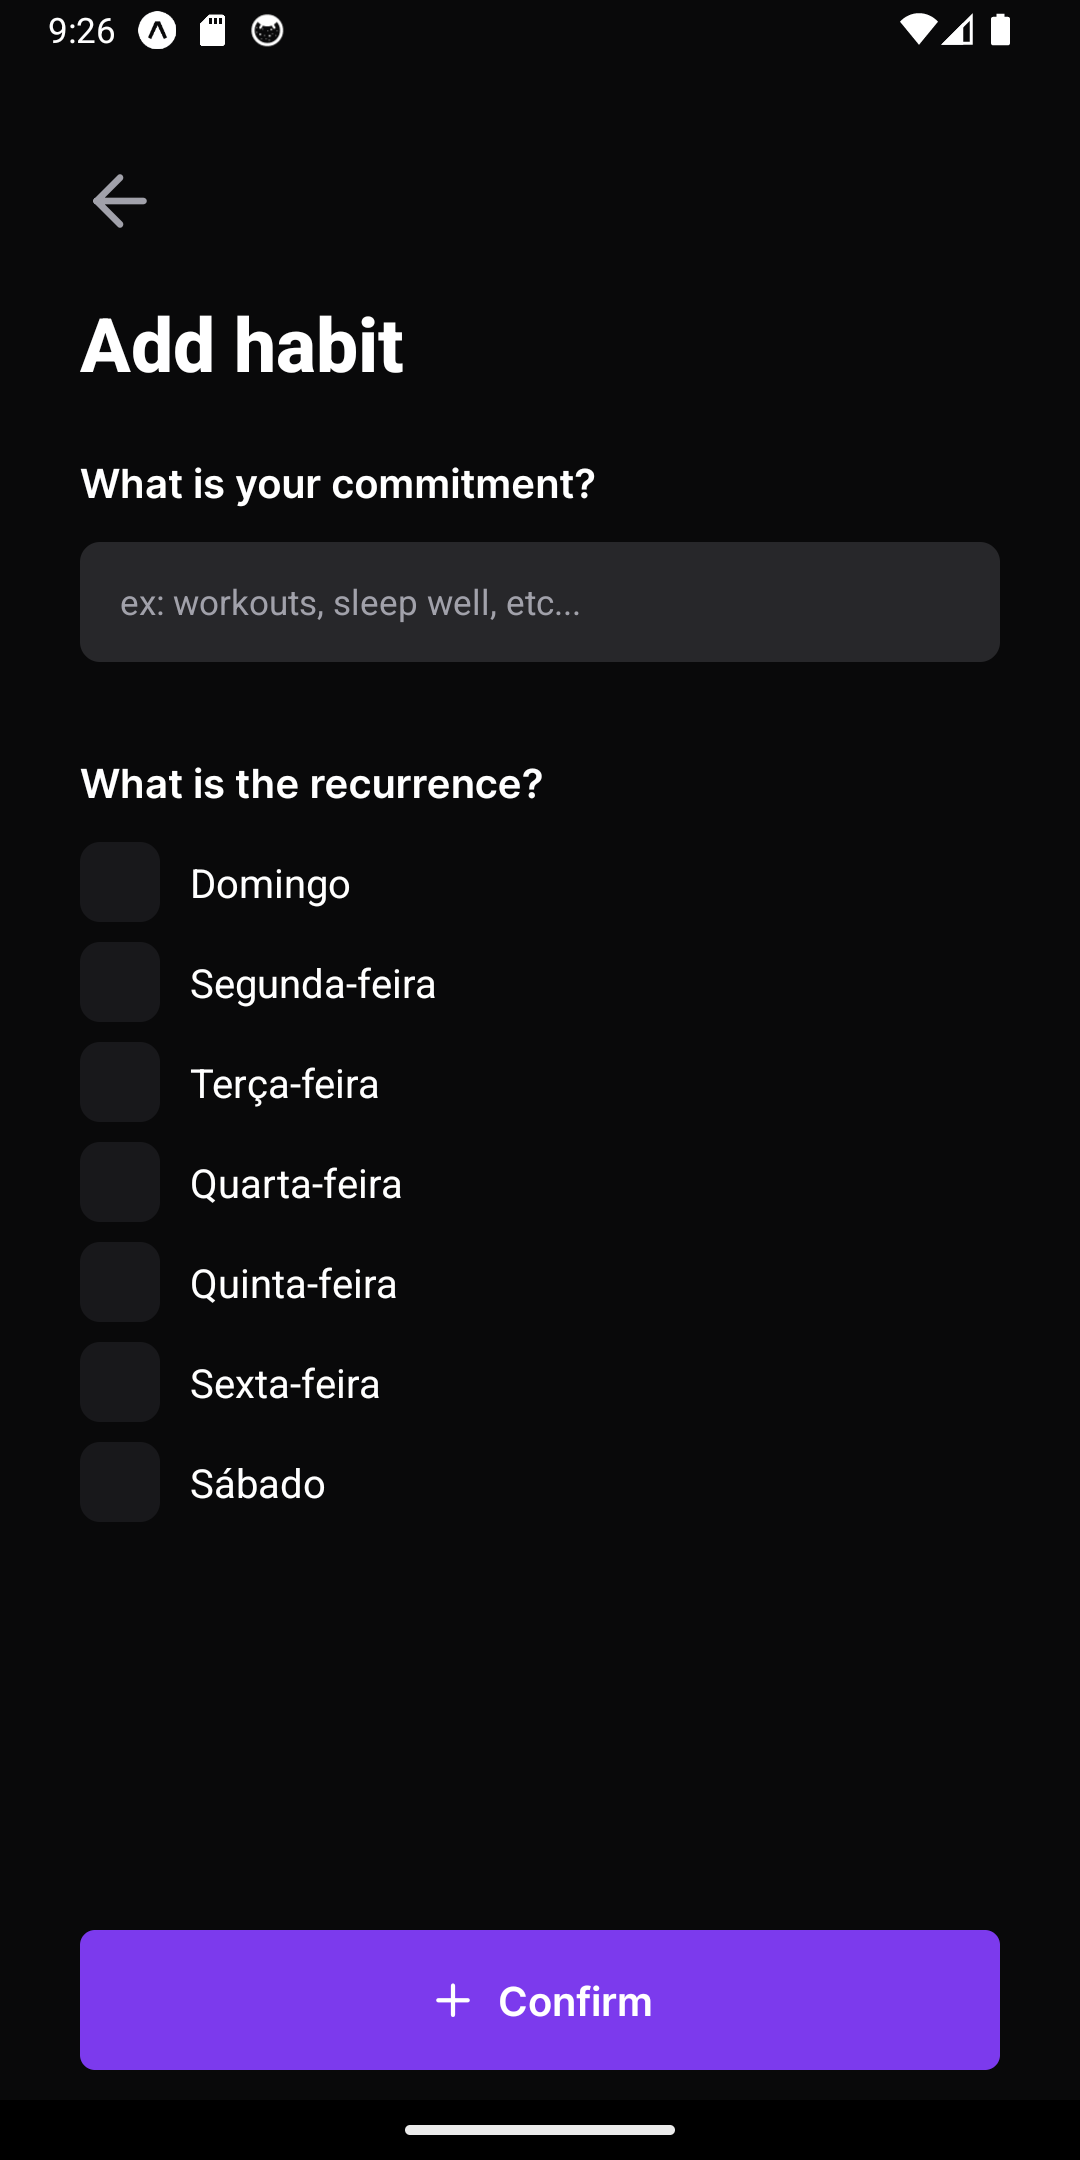 9:26
Add habit
What is your commitment?
ex: workouts, sleep well, etc...
What is the recurrence?
Domingo
Segunda-feira
Terça-feira
Quarta-feira
Quinta-feira
Sexta-feira
Sábado
Confirm